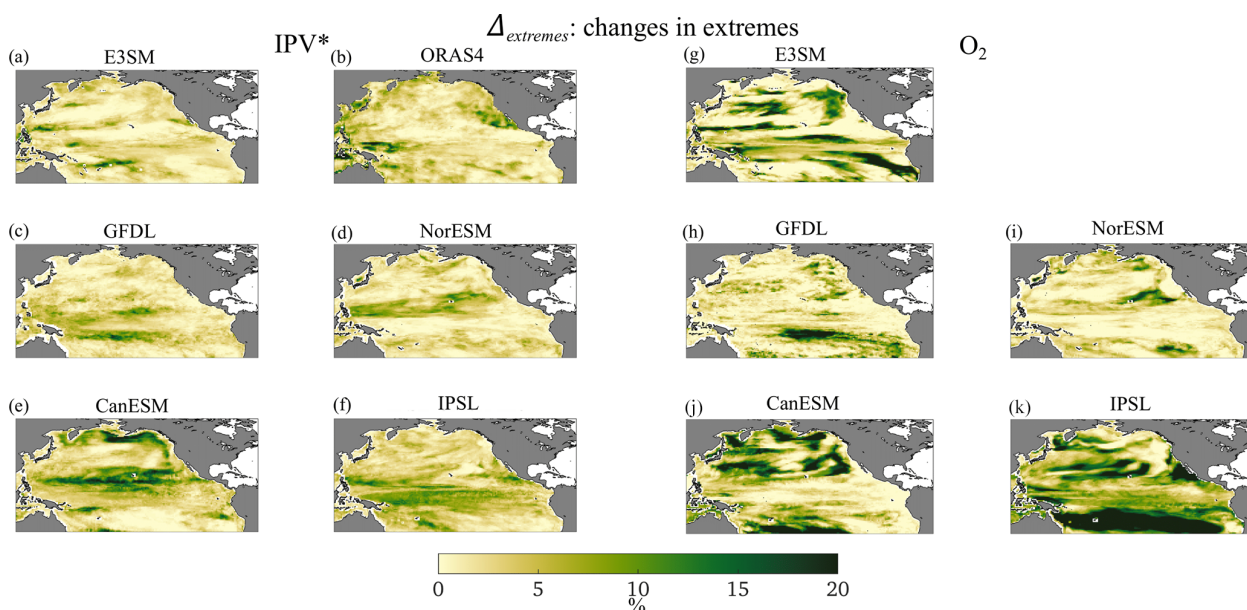 Δextremes: changes in extremes
IPV*
O2
(a) E3SM
(b) ORAS4
(g) E3SM
(c) GFDL
(d) NorESM
(h) GFDL
(i) NorESM
(e) CanESM
(f) IPSL
(j) CanESM
(k) IPSL
0 5 10 15 20
%